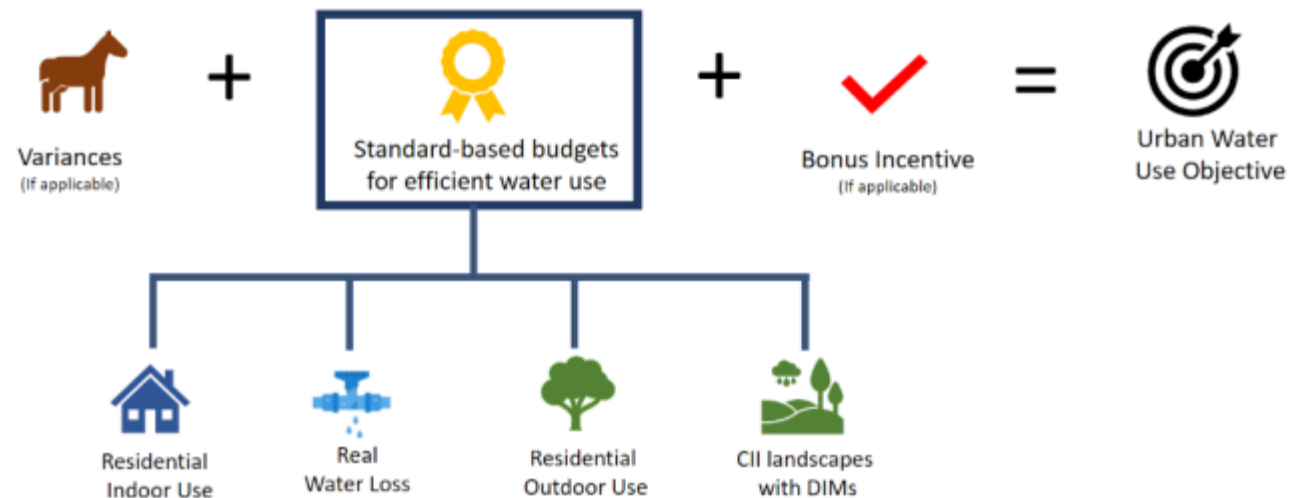 Variances
(If applicable)
+
Standard-based budgets
for efficient water use
+
Bonus Incentive
(If applicable)
=
Urban Water
Use Objective
Residential
Indoor Use
Real
Water Loss
Residential
Outdoor Use
CII landscapes
with DIMs